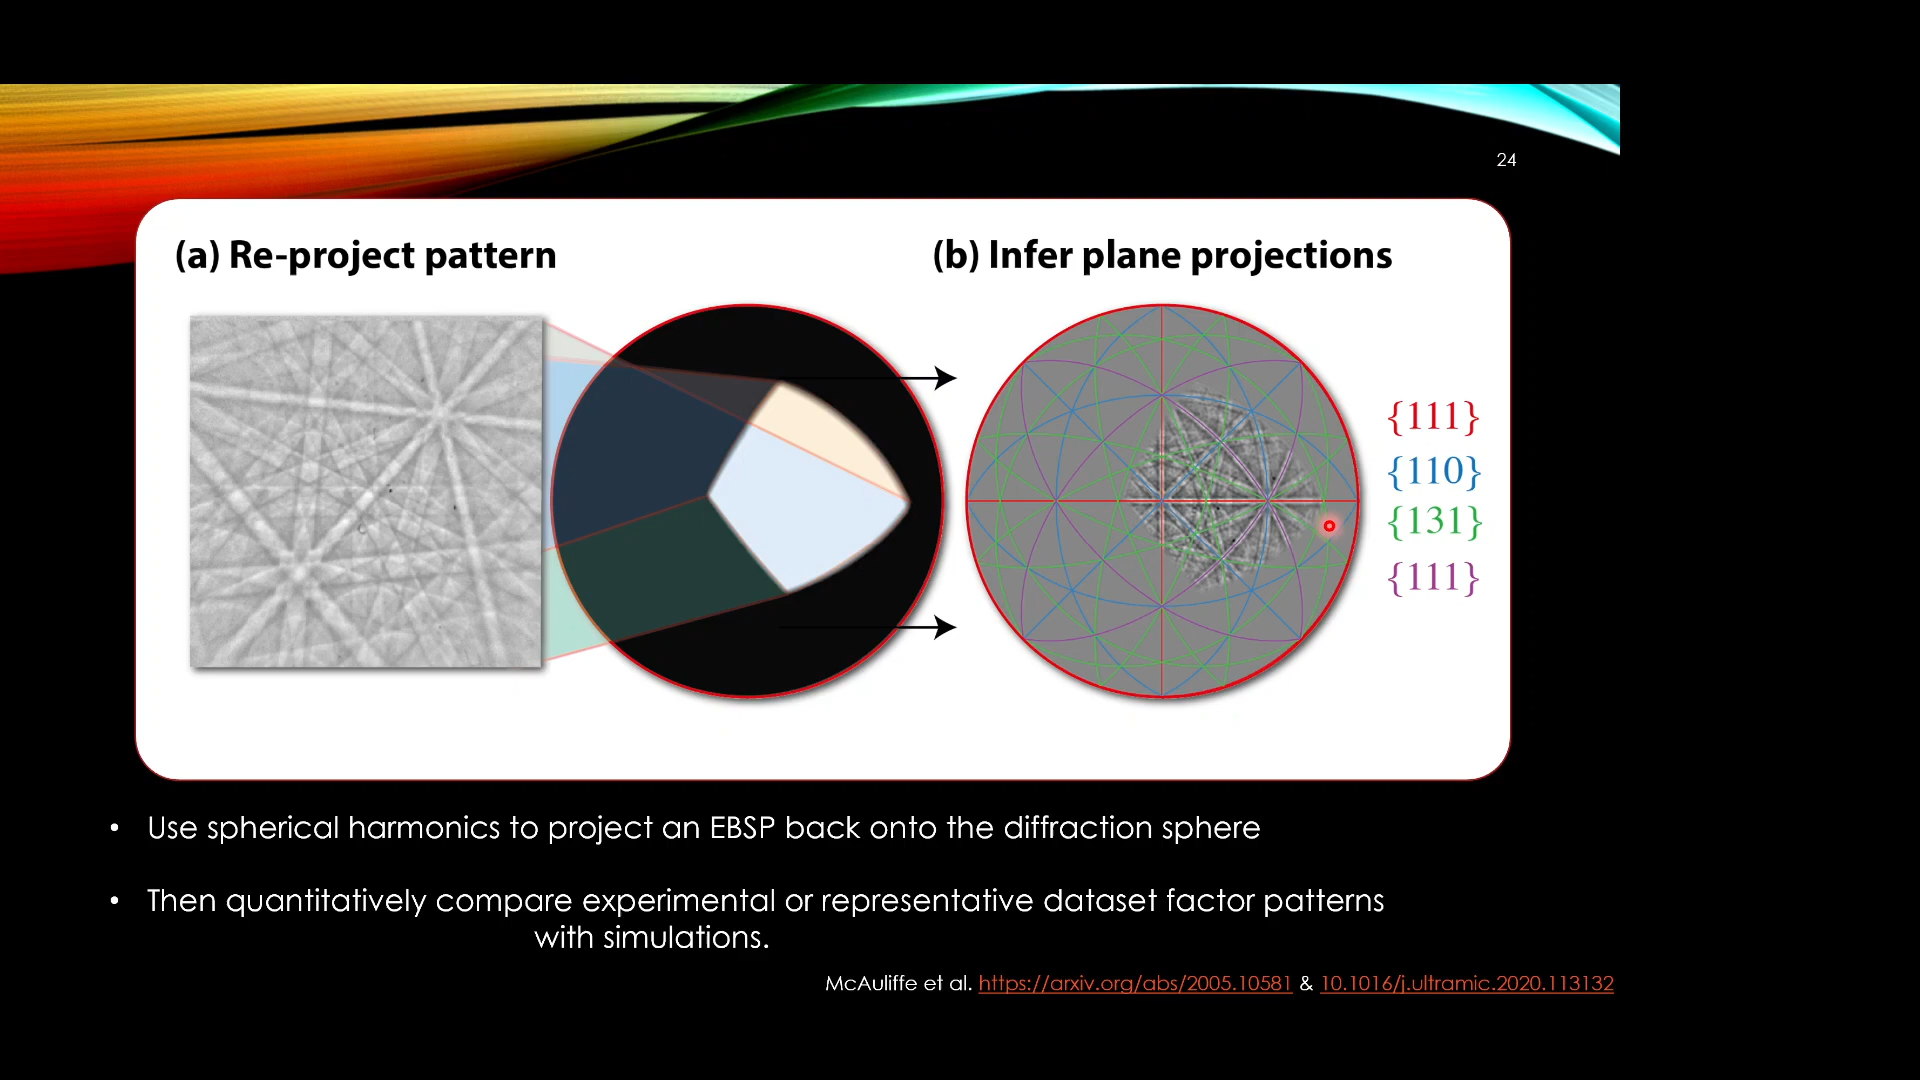 24
(a) Re-project pattern
(b) Infer plane projections
{111}
{110}
{131}
{111}
• Use spherical harmonics to project an EBSP back onto the diffraction sphere
• Then quantitatively compare experimental or representative dataset factor patterns
with simulations.
McAuliffe et al. https://arxiv.org/abs/2005.10581 & 10.1016/j.ultramic.2020.113132